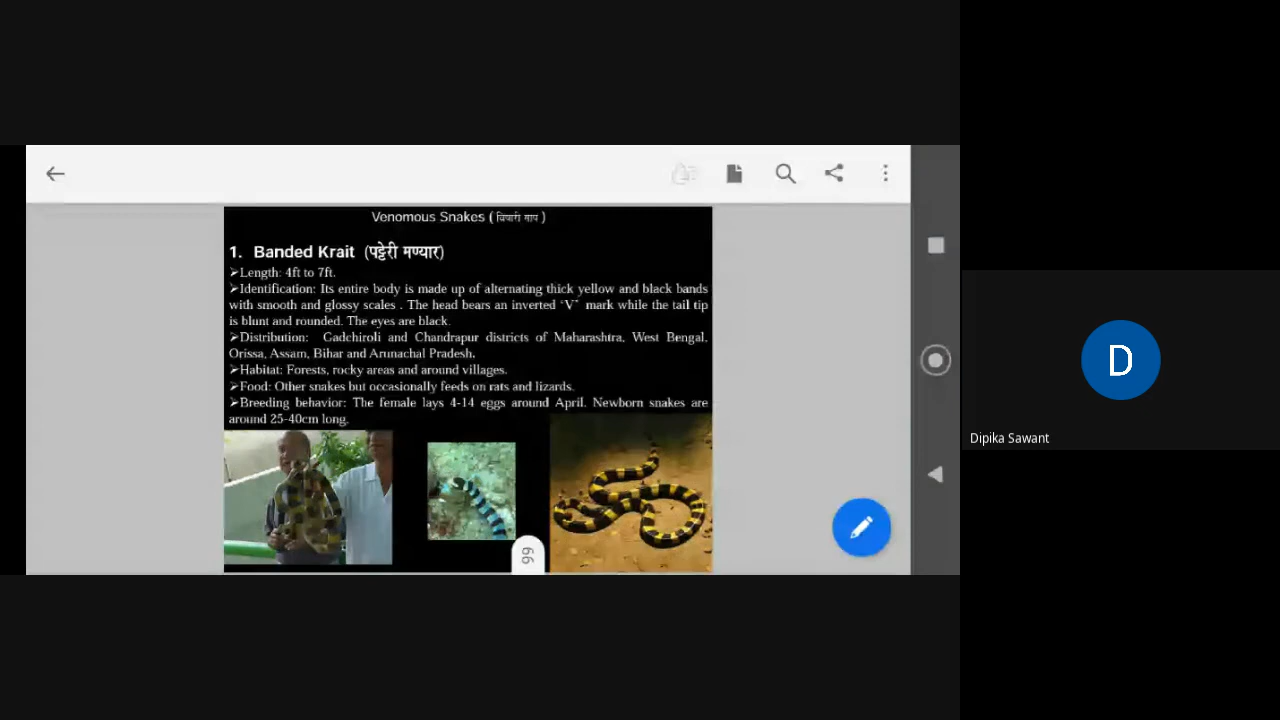 Venomous Snakes ( विषारी साप )
1. Banded Krait (पट्टेरी मण्यार)
➢Length: 4ft to 7ft.
➢Identification: Its entire body is made up of alternating thick yellow and black bands
with smooth and glossy scales . The head bears an inverted "V" mark while the tail tip
is blunt and rounded. The eyes are black.
➢Distribution: Gadchiroli and Chandrapur districts of Maharashtra, West Bengal,
Orissa, Assam, Bihar and Arunachal Pradesh.
➢Habitat: Forests, rocky areas and around villages.
➢Food: Other snakes but occasionally feeds on rats and lizards.
➢Breeding behavior: The female lays 4-14 eggs around April. Newborn snakes are
around 25-40cm long.
66
D
Dipika Sawant